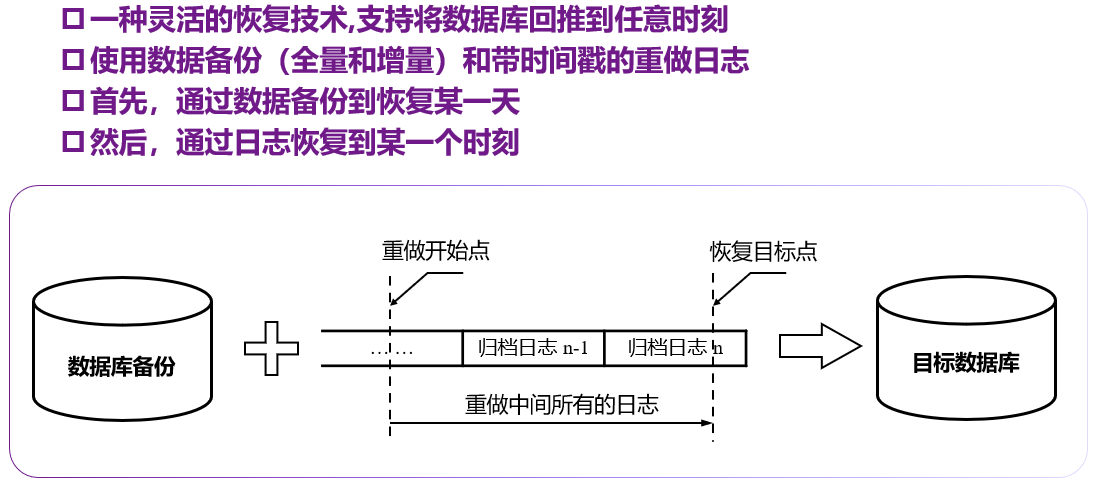 一种灵活的恢复技术,支持将数据库回推到任意时刻
使用数据备份（全量和增量）和带时间戳的重做日志
首先，通过数据备份到恢复某一天
然后，通过日志恢复到某一个时刻
重做开始点
恢复目标点
数据库备份
… …
归档日志 n-1
归档日志 n
目标数据库
重做中间所有的日志